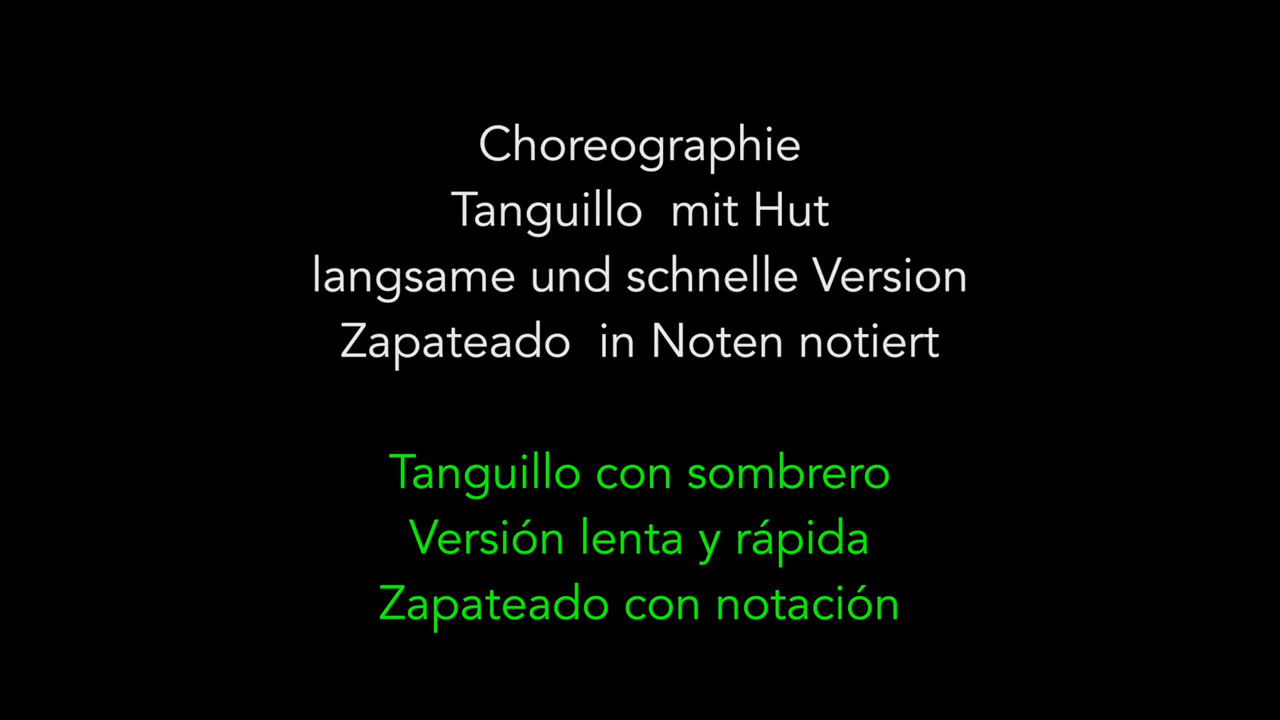 Choreographie
Tanguillo mit Hut
langsame und schnelle Version
Zapateado in Noten notiert
Tanguillo con sombrero
Versión lenta y rápida
Zapateado con notación